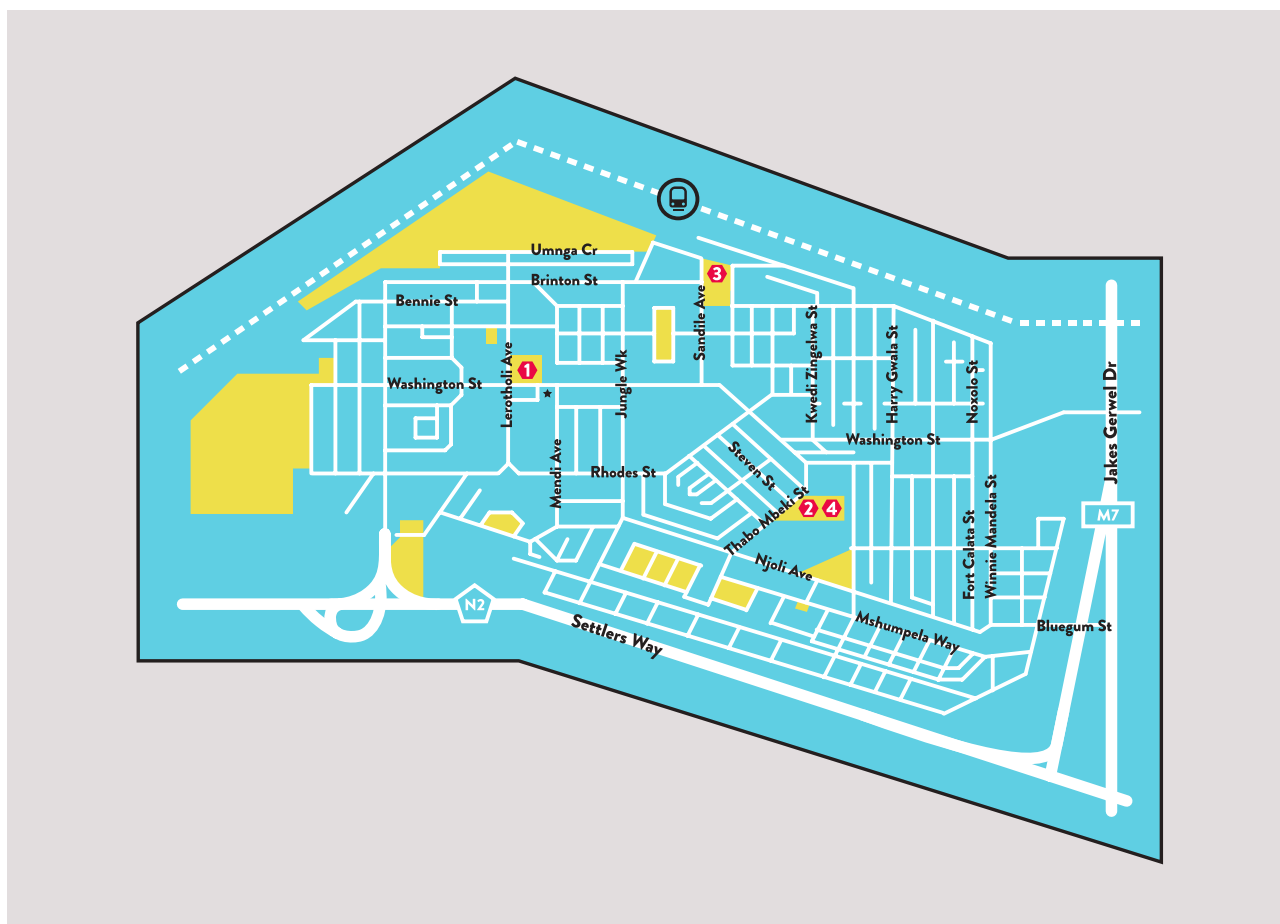 Umnga Cr
Brinton St
3
Bennie St
Sandile Ave
Kwedi Zingelwa St
Harry Gwala St
Noxolo St
Jakes Gerwel Dr
Lerotholi Ave
1
Jungle Wk
Washington St
Washington St
Mendi Ave
Rhodes St
Steven St
Thabo Mbeki St
2
4
M7
Fort Calata St
Winnie Mandela St
Njoli Ave
N2
Settlers Way
Mshumpela Way
Bluegum St